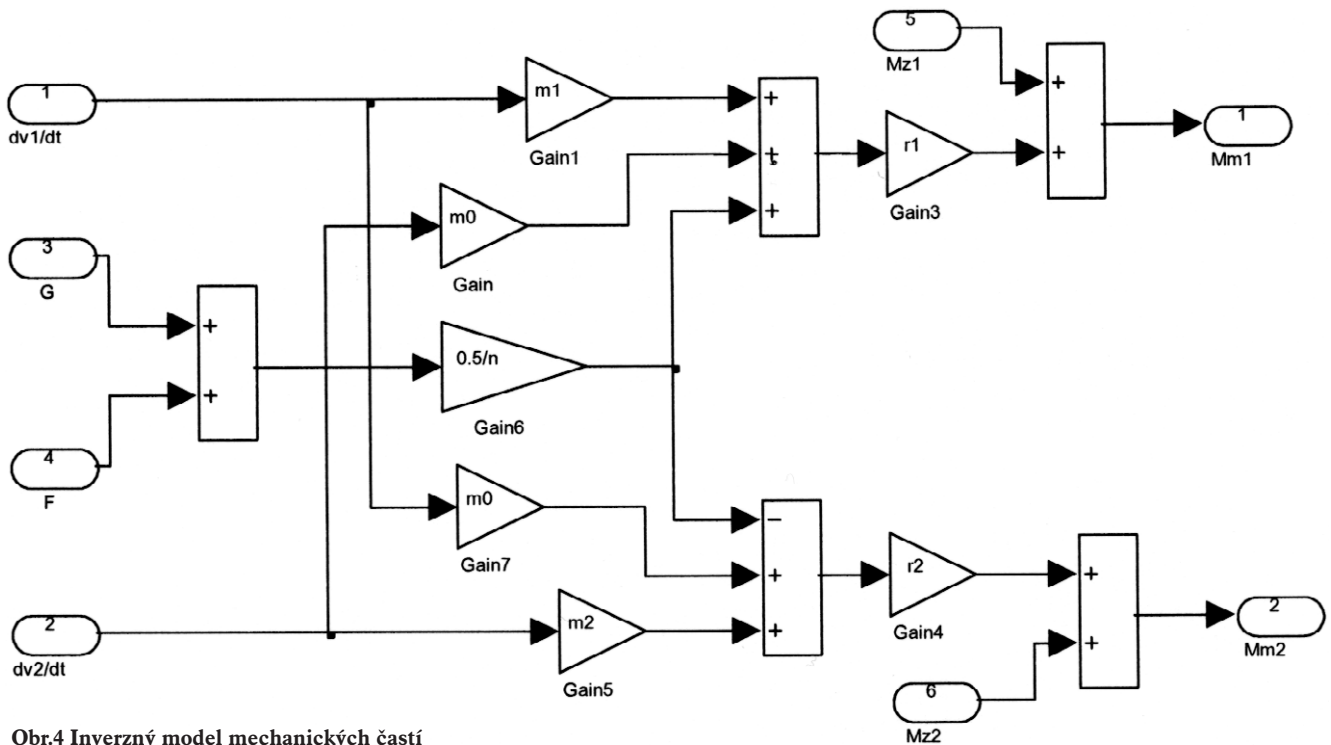 5
Mz1
1
dv1/dt
m1
Gain1
+
+
+
r1
Gain3
+
+
1
Mm1
m0
Gain
3
G
+
+
0.5/n
Gain6
4
F
m0
Gain7
2
dv2/dt
m2
Gain5
−
+
+
r2
Gain4
+
+
2
Mm2
6
Mz2
Obr.4 Inverzný model mechanických častí